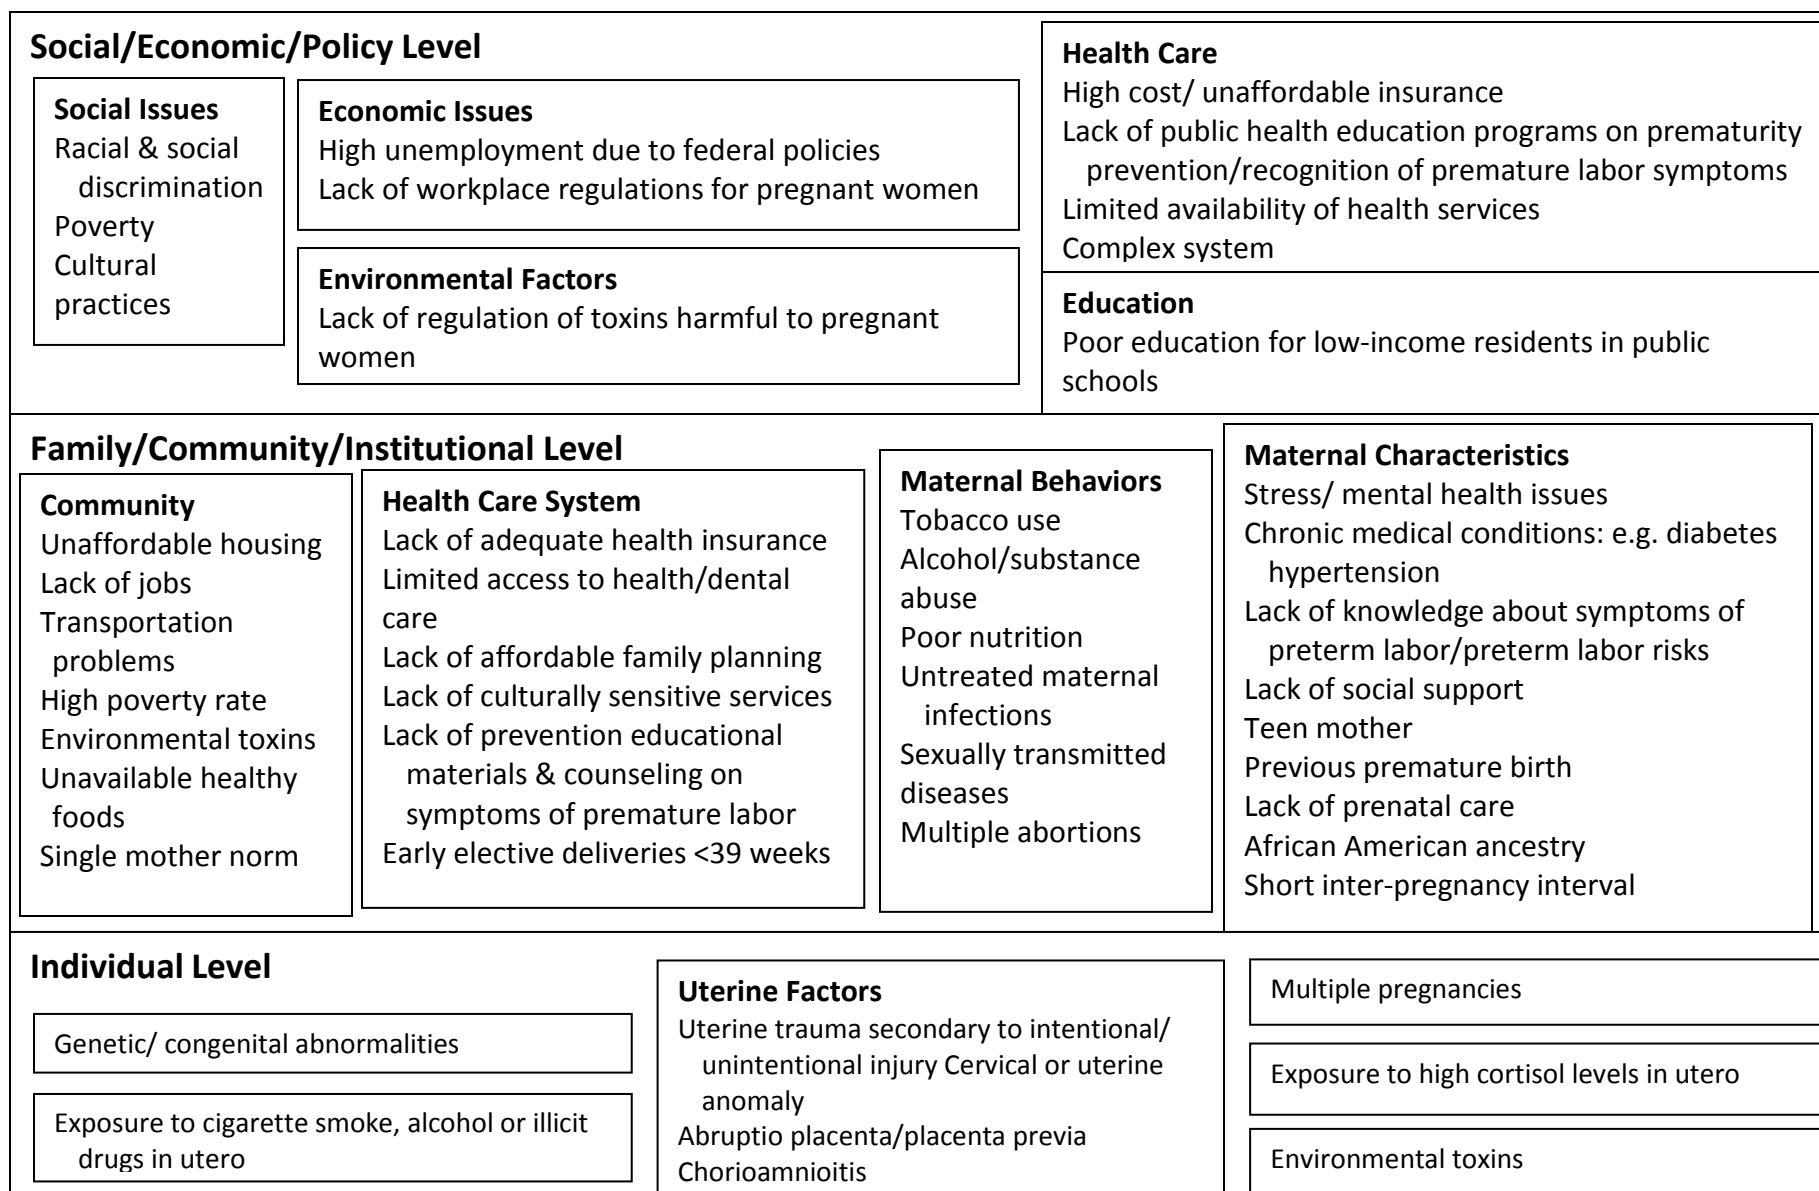 Social/Economic/Policy Level
Social Issues
Racial & social
discrimination
Poverty
Cultural
practices
Economic Issues
High unemployment due to federal policies
Lack of workplace regulations for pregnant women
Environmental Factors
Lack of regulation of toxins harmful to pregnant
women
Health Care
High cost/ unaffordable insurance
Lack of public health education programs on prematurity
prevention/recognition of premature labor symptoms
Limited availability of health services
Complex system
Education
Poor education for low-income residents in public
schools
Family/Community/Institutional Level
Community
Unaffordable housing
Lack of jobs
Transportation
problems
High poverty rate
Environmental toxins
Unavailable healthy
foods
Single mother norm
Health Care System
Lack of adequate health insurance
Limited access to health/dental
care
Lack of affordable family planning
Lack of culturally sensitive services
Lack of prevention educational
materials & counseling on
symptoms of premature labor
Early elective deliveries <39 weeks
Maternal Behaviors
Tobacco use
Alcohol/substance
abuse
Poor nutrition
Untreated maternal
infections
Sexually transmitted
diseases
Multiple abortions
Maternal Characteristics
Stress/ mental health issues
Chronic medical conditions: e.g. diabetes
hypertension
Lack of knowledge about symptoms of
preterm labor/preterm labor risks
Lack of social support
Teen mother
Previous premature birth
Lack of prenatal care
African American ancestry
Short inter-pregnancy interval
Individual Level
Genetic/ congenital abnormalities
Exposure to cigarette smoke, alcohol or illicit
drugs in utero
Uterine Factors
Uterine trauma secondary to intentional/
unintentional injury Cervical or uterine
anomaly
Abruptio placenta/placenta previa
Chorioamnioitis
Multiple pregnancies
Exposure to high cortisol levels in utero
Environmental toxins